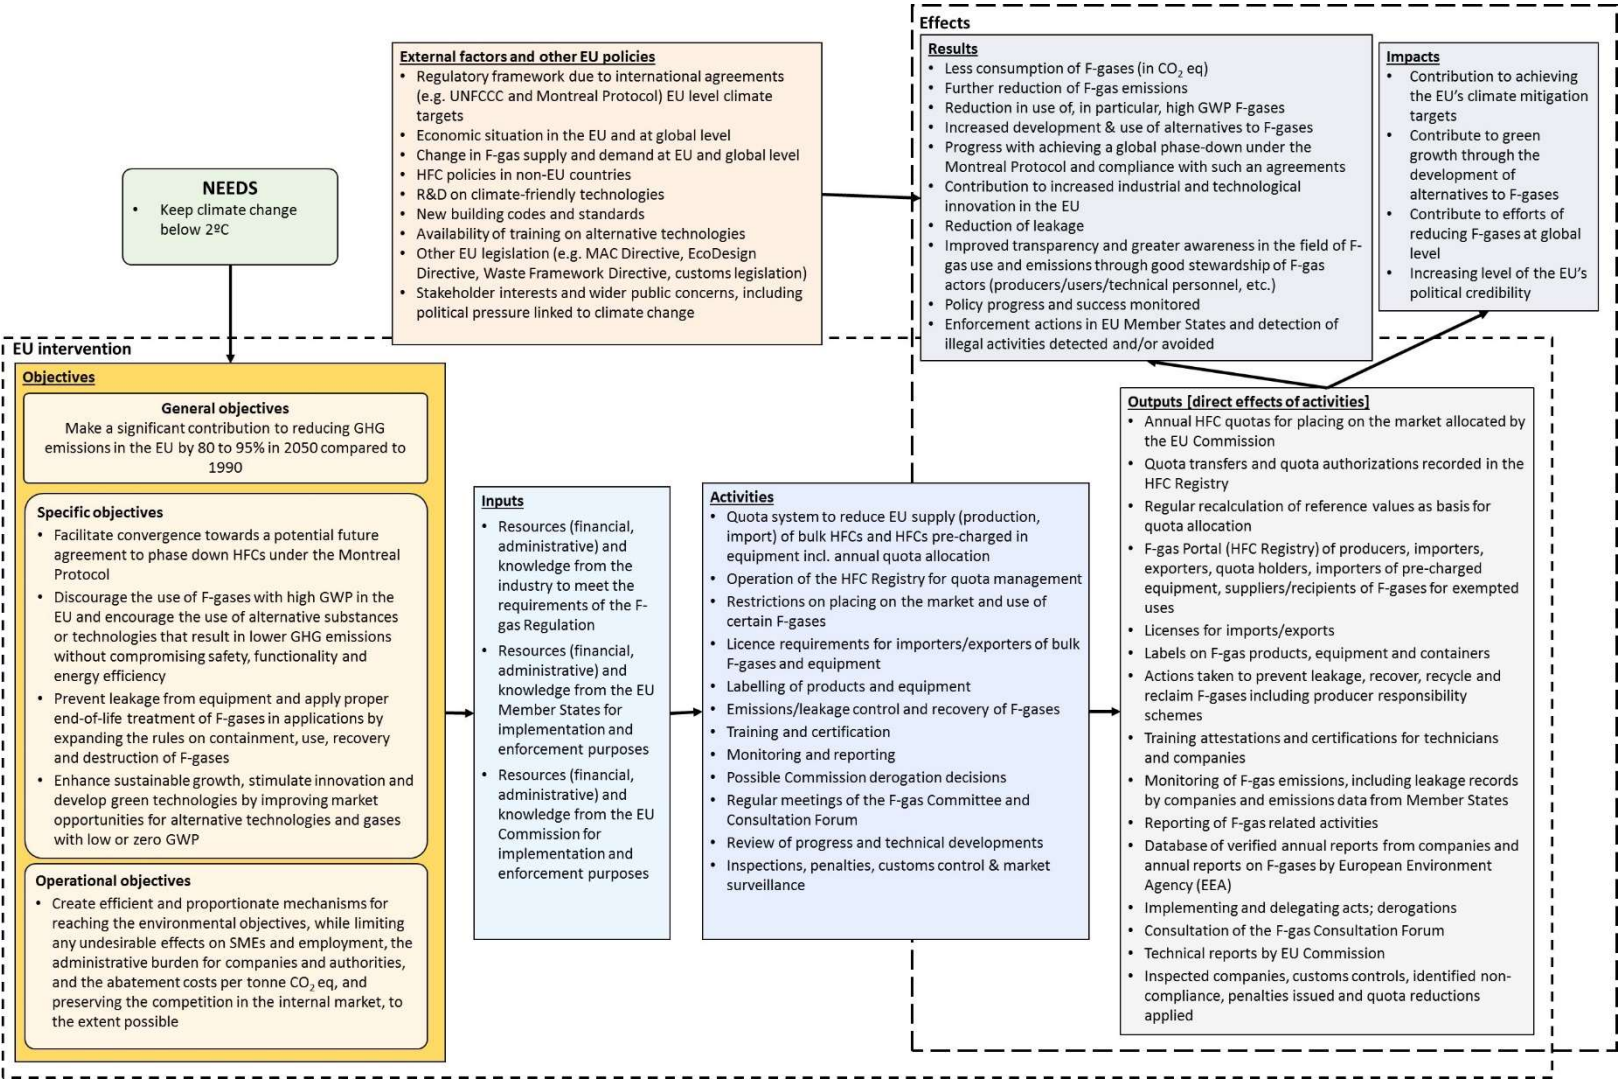 NEEDS
• Keep climate change
below 2ºC
External factors and other EU policies
• Regulatory framework due to international agreements
(e.g. UNFCCC and Montreal Protocol) EU level climate
targets
• Economic situation in the EU and at global level
• Change in F-gas supply and demand at EU and global level
• HFC policies in non-EU countries
• R&D on climate-friendly technologies
• New building codes and standards
• Availability of training on alternative technologies
• Other EU legislation (e.g. MAC Directive, EcoDesign
Directive, Waste Framework Directive, customs legislation)
• Stakeholder interests and wider public concerns, including
political pressure linked to climate change
Effects
Results
• Less consumption of F-gases (in CO2 eq)
• Further reduction of F-gas emissions
• Reduction in use of, in particular, high GWP F-gases
• Increased development & use of alternatives to F-gases
• Progress with achieving a global phase-down under the
Montreal Protocol and compliance with such an agreements
• Contribution to increased industrial and technological
innovation in the EU
• Reduction of leakage
• Improved transparency and greater awareness in the field of F-
gas use and emissions through good stewardship of F-gas
actors (producers/users/technical personnel, etc.)
• Policy progress and success monitored
• Enforcement actions in EU Member States and detection of
illegal activities detected and/or avoided
Impacts
• Contribution to achieving
the EU's climate mitigation
targets
• Contribute to green
growth through the
development of
alternatives to F-gases
• Contribute to efforts of
reducing F-gases at global
level
• Increasing level of the EU's
political credibility
EU intervention
Objectives
General objectives
Make a significant contribution to reducing GHG
emissions in the EU by 80 to 95% in 2050 compared to
1990
Specific objectives
• Facilitate convergence towards a potential future
agreement to phase down HFCs under the Montreal
Protocol
• Discourage the use of F-gases with high GWP in the
EU and encourage the use of alternative substances
or technologies that result in lower GHG emissions
without compromising safety, functionality and
energy efficiency
• Prevent leakage from equipment and apply proper
end-of-life treatment of F-gases in applications by
expanding the rules on containment, use, recovery
and destruction of F-gases
• Enhance sustainable growth, stimulate innovation and
develop green technologies by improving market
opportunities for alternative technologies and gases
with low or zero GWP
Operational objectives
• Create efficient and proportionate mechanisms for
reaching the environmental objectives, while limiting
any undesirable effects on SMEs and employment, the
administrative burden for companies and authorities,
and the abatement costs per tonne CO2 eq, and
preserving the competition in the internal market, to
the extent possible
Inputs
• Resources (financial,
administrative) and
knowledge from the
industry to meet the
requirements of the F-
gas Regulation
• Resources (financial,
administrative) and
knowledge from the EU
Member States for
implementation and
enforcement purposes
• Resources (financial,
administrative) and
knowledge from the EU
Commission for
implementation and
enforcement purposes
Activities
• Quota system to reduce EU supply (production,
import) of bulk HFCs and HFCs pre-charged in
equipment incl. annual quota allocation
• Operation of the HFC Registry for quota management
• Restrictions on placing on the market and use of
certain F-gases
• Licence requirements for importers/exporters of bulk
F-gases and equipment
• Labelling of products and equipment
• Emissions/leakage control and recovery of F-gases
• Training and certification
• Monitoring and reporting
• Possible Commission derogation decisions
• Regular meetings of the F-gas Committee and
Consultation Forum
• Review of progress and technical developments
• Inspections, penalties, customs control & market
surveillance
Outputs [direct effects of activities]
• Annual HFC quotas for placing on the market allocated by
the EU Commission
• Quota transfers and quota authorizations recorded in the
HFC Registry
• Regular recalculation of reference values as basis for
quota allocation
• F-gas Portal (HFC Registry) of producers, importers,
exporters, quota holders, importers of pre-charged
equipment, suppliers/recipients of F-gases for exempted
uses
• Licenses for imports/exports
• Labels on F-gas products, equipment and containers
• Actions taken to prevent leakage, recover, recycle and
reclaim F-gases including producer responsibility
schemes
• Training attestations and certifications for technicians
and companies
• Monitoring of F-gas emissions, including leakage records
by companies and emissions data from Member States
• Reporting of F-gas related activities
• Database of verified annual reports from companies and
annual reports on F-gases by European Environment
Agency (EEA)
• Implementing and delegating acts; derogations
• Consultation of the F-gas Consultation Forum
• Technical reports by EU Commission
• Inspected companies, customs controls, identified non-
compliance, penalties issued and quota reductions
applied